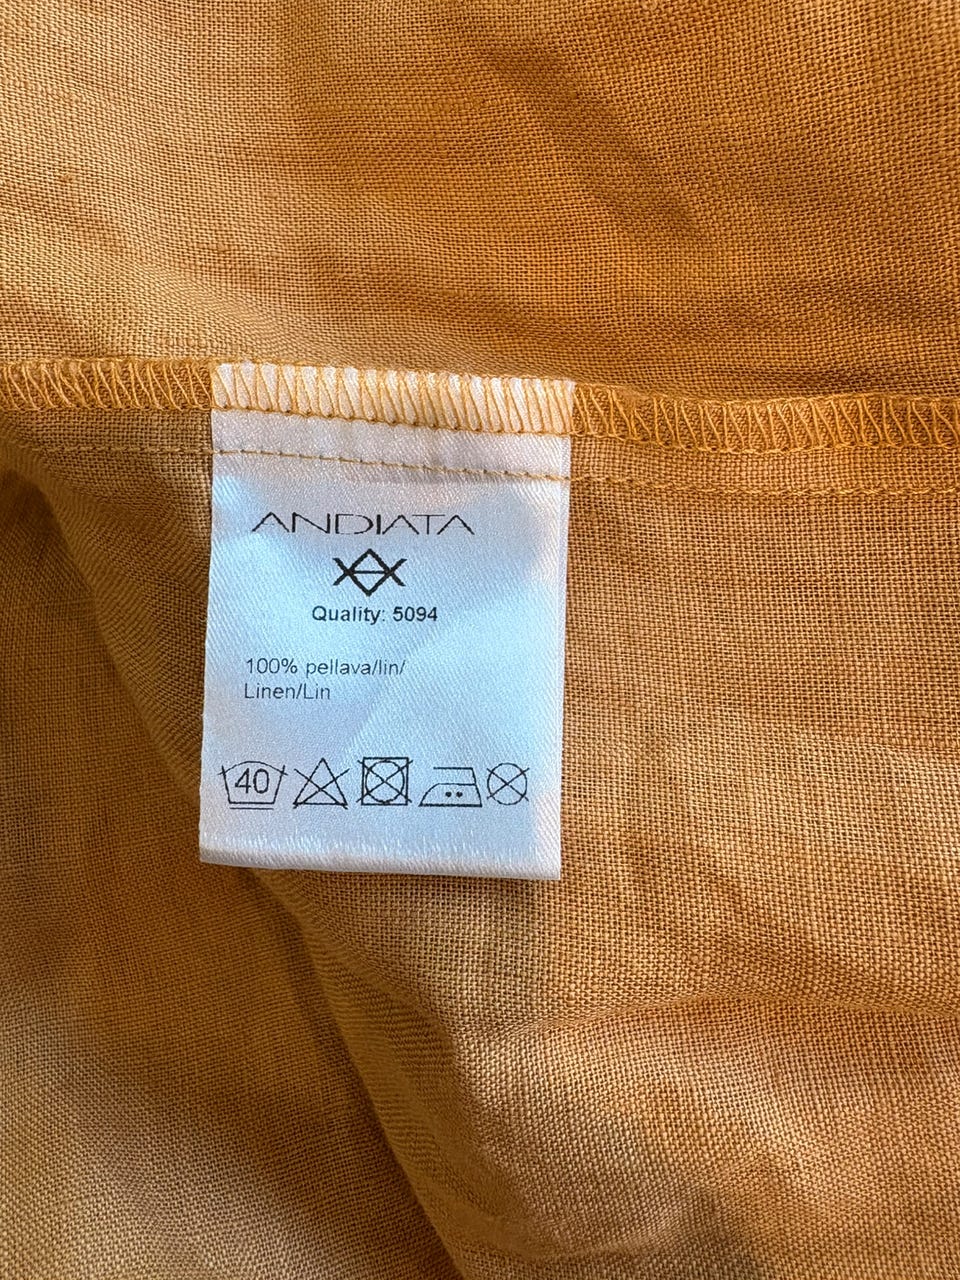 ANDIATA
Quality: 5094
100% pellava/lin/
Linen/Lin
40